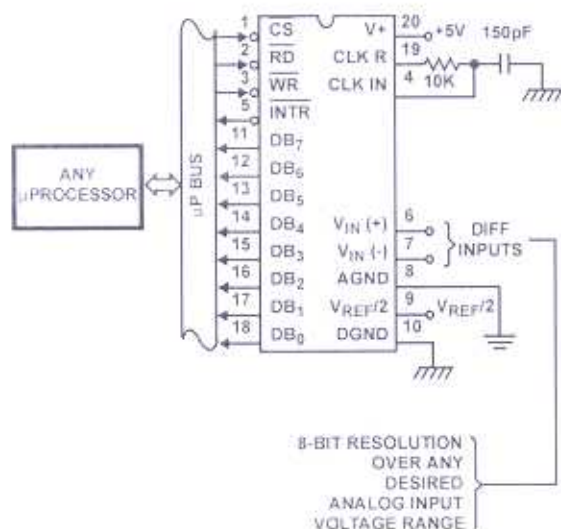 1 CS V+ 20 +5V 150pF
2 RD CLK R 19 10K
3 WR CLK IN 4
5 INTR
11 DB7
12 DB6
13 DB5
14 DB4 VIN (+) 6
15 DB3 VIN (-) 7
16 DB2 AGND 8
17 DB1 VREF/2 9 VREF/2
18 DB0 DGND 10
ANY
µPROCESSOR
µP BUS
DIFF
INPUTS
8-BIT RESOLUTION
OVER ANY
DESIRED
ANALOG INPUT
VOLTAGE RANGE